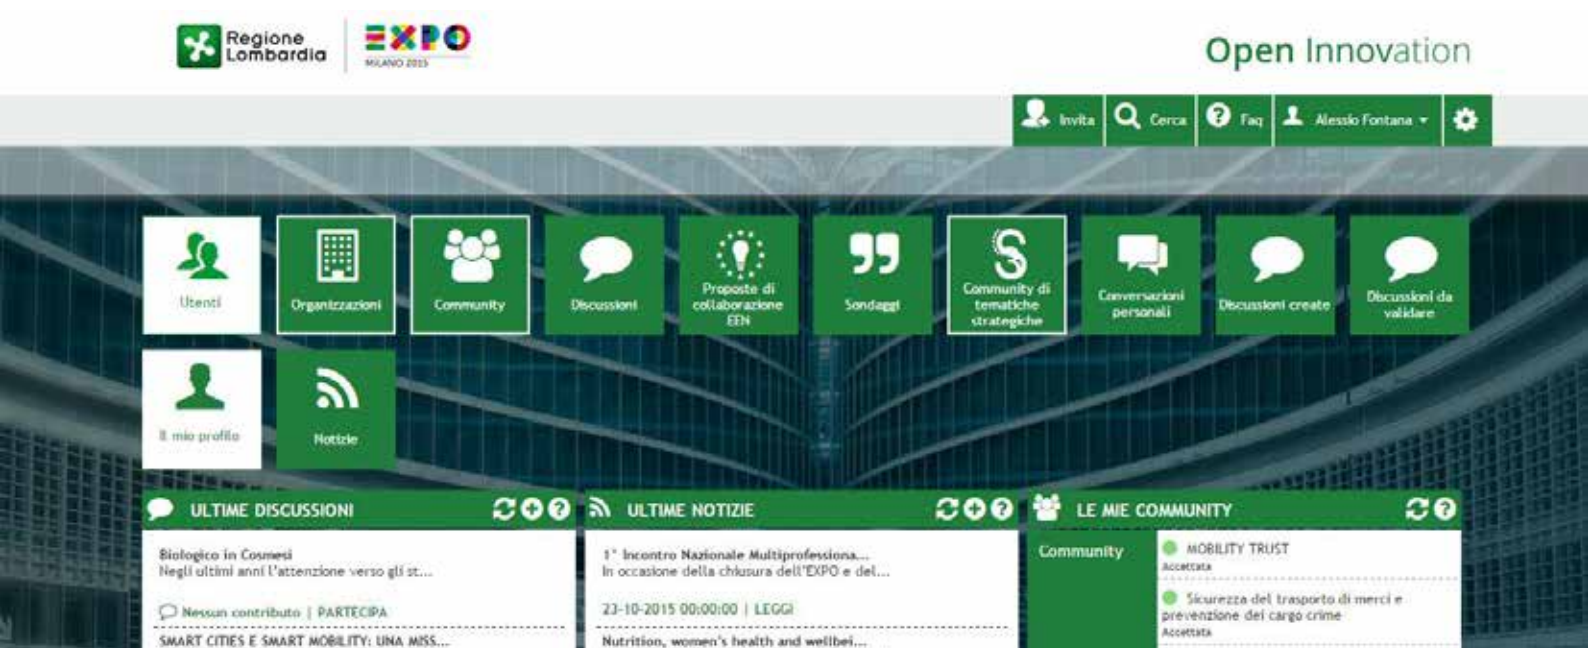 Regione
Lombardia
EXPO
MILANO 2015
Open Innovation
Invita
Cerca
Faq
Alessio Fontana
Utenti
Organizzazioni
Community
Discussioni
Proposte di
collaborazione
EEN
Sondaggi
Community di
tematiche
strategiche
Conversazioni
personali
Discussioni create
Discussioni da
validare
Il mio profilo
Notizie
ULTIME DISCUSSIONI
Biologico in Cosmesi
Negli ultimi anni l'attenzione verso gli st...
Nessun contributo | PARTECIPA
SMART CITIES E SMART MOBILITY: UNA MISS...
ULTIME NOTIZIE
1° Incontro Nazionale Multiprofessiona...
In occasione della chiusura dell'EXPO e del...
23-10-2015 00:00:00 | LEGGI
Nutrition, women's health and wellbei...
LE MIE COMMUNITY
Community
MOBILITY TRUST
Accettata
Sicurezza del trasporto di merci e
prevenzione dei cargo crime
Accettata